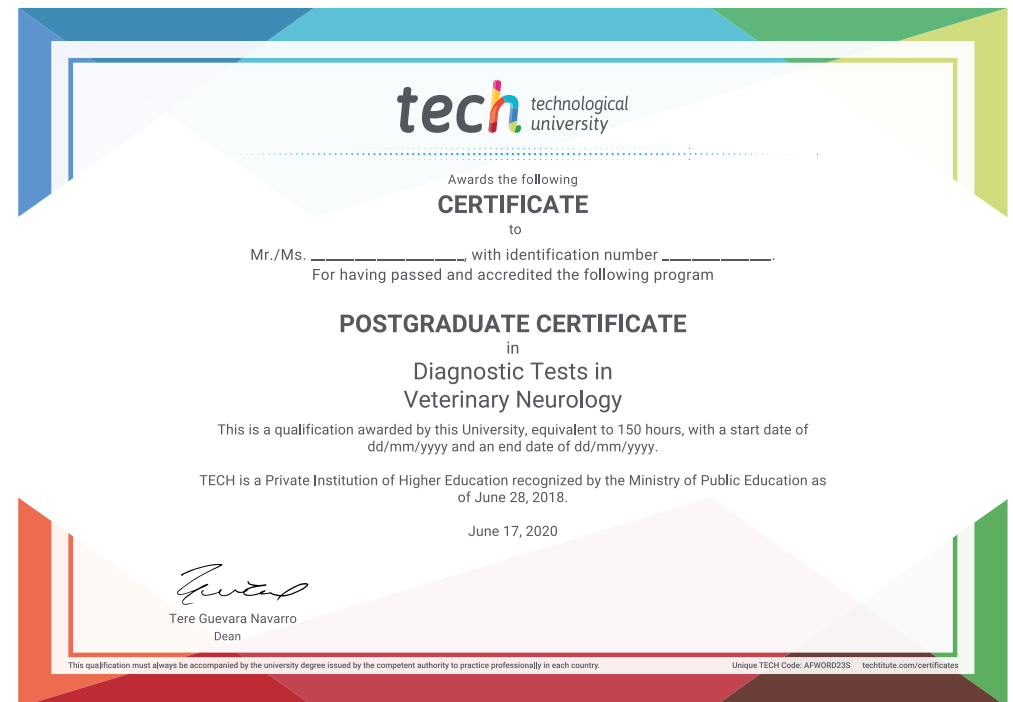 tech technological
university
Awards the following
CERTIFICATE
to
Mr./Ms. ______________, with identification number __________.
For having passed and accredited the following program
POSTGRADUATE CERTIFICATE
in
Diagnostic Tests in
Veterinary Neurology
This is a qualification awarded by this University, equivalent to 150 hours, with a start date of
dd/mm/yyyy and an end date of dd/mm/yyyy.
TECH is a Private Institution of Higher Education recognized by the Ministry of Public Education as
of June 28, 2018.
June 17, 2020
Tere Guevara Navarro
Dean
This qualification must always be accompanied by the university degree issued by the competent authority to practice professionally in each country.
Unique TECH Code: AFWORD23S techtitute.com/certificates